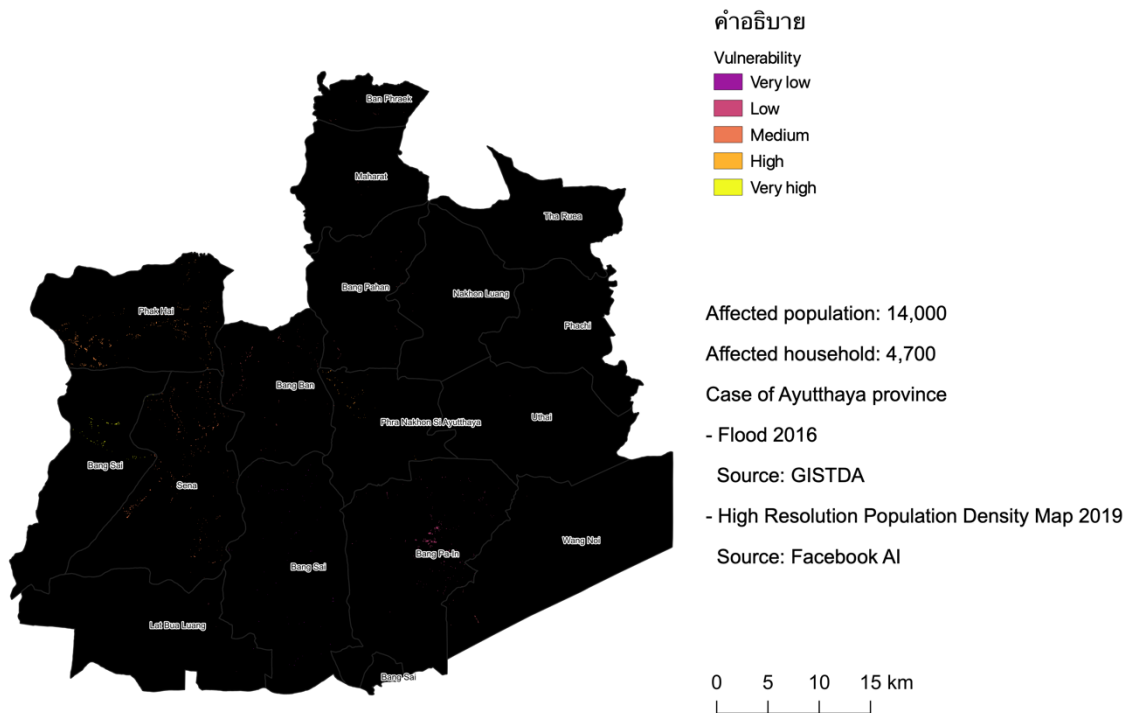 คำอธิบาย
Vulnerability
Very low
Low
Medium
High
Very high
Ban Phraek
Maharat
Tha Ruea
Phak Hai
Bang Pahan
Nakhon Luang
Phachi
Bang Ban
Phra Nakhon Si Ayutthaya
Uthai
Bang Sai
Sena
Bang Pa-In
Wang Noi
Bang Sai
Lat Bua Luang
Bang Sai
Affected population: 14,000
Affected household: 4,700
Case of Ayutthaya province
- Flood 2016
Source: GISTDA
- High Resolution Population Density Map 2019
Source: Facebook AI
0 5 10 15 km